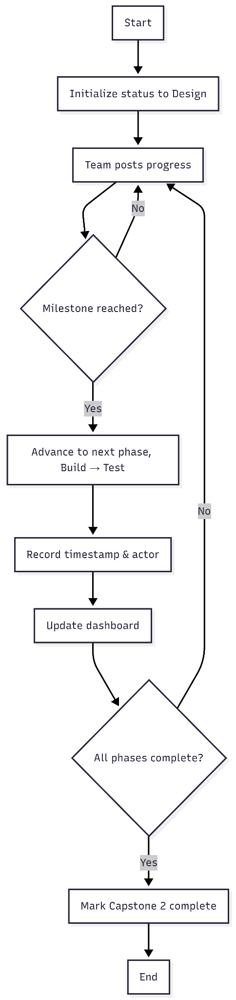 Start
Initialize status to Design
Team posts progress
No
Milestone reached?
Yes
Advance to next phase,
Build → Test
No
Record timestamp & actor
Update dashboard
All phases complete?
Yes
Mark Capstone 2 complete
End